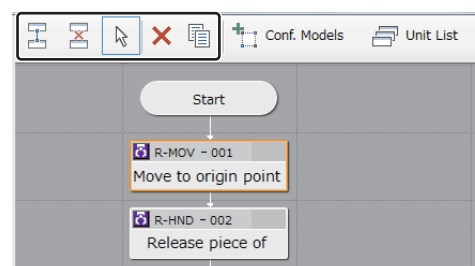 Conf. Models
Unit List
Start
R-MOV - 001
Move to origin point
R-HND - 002
Release piece of